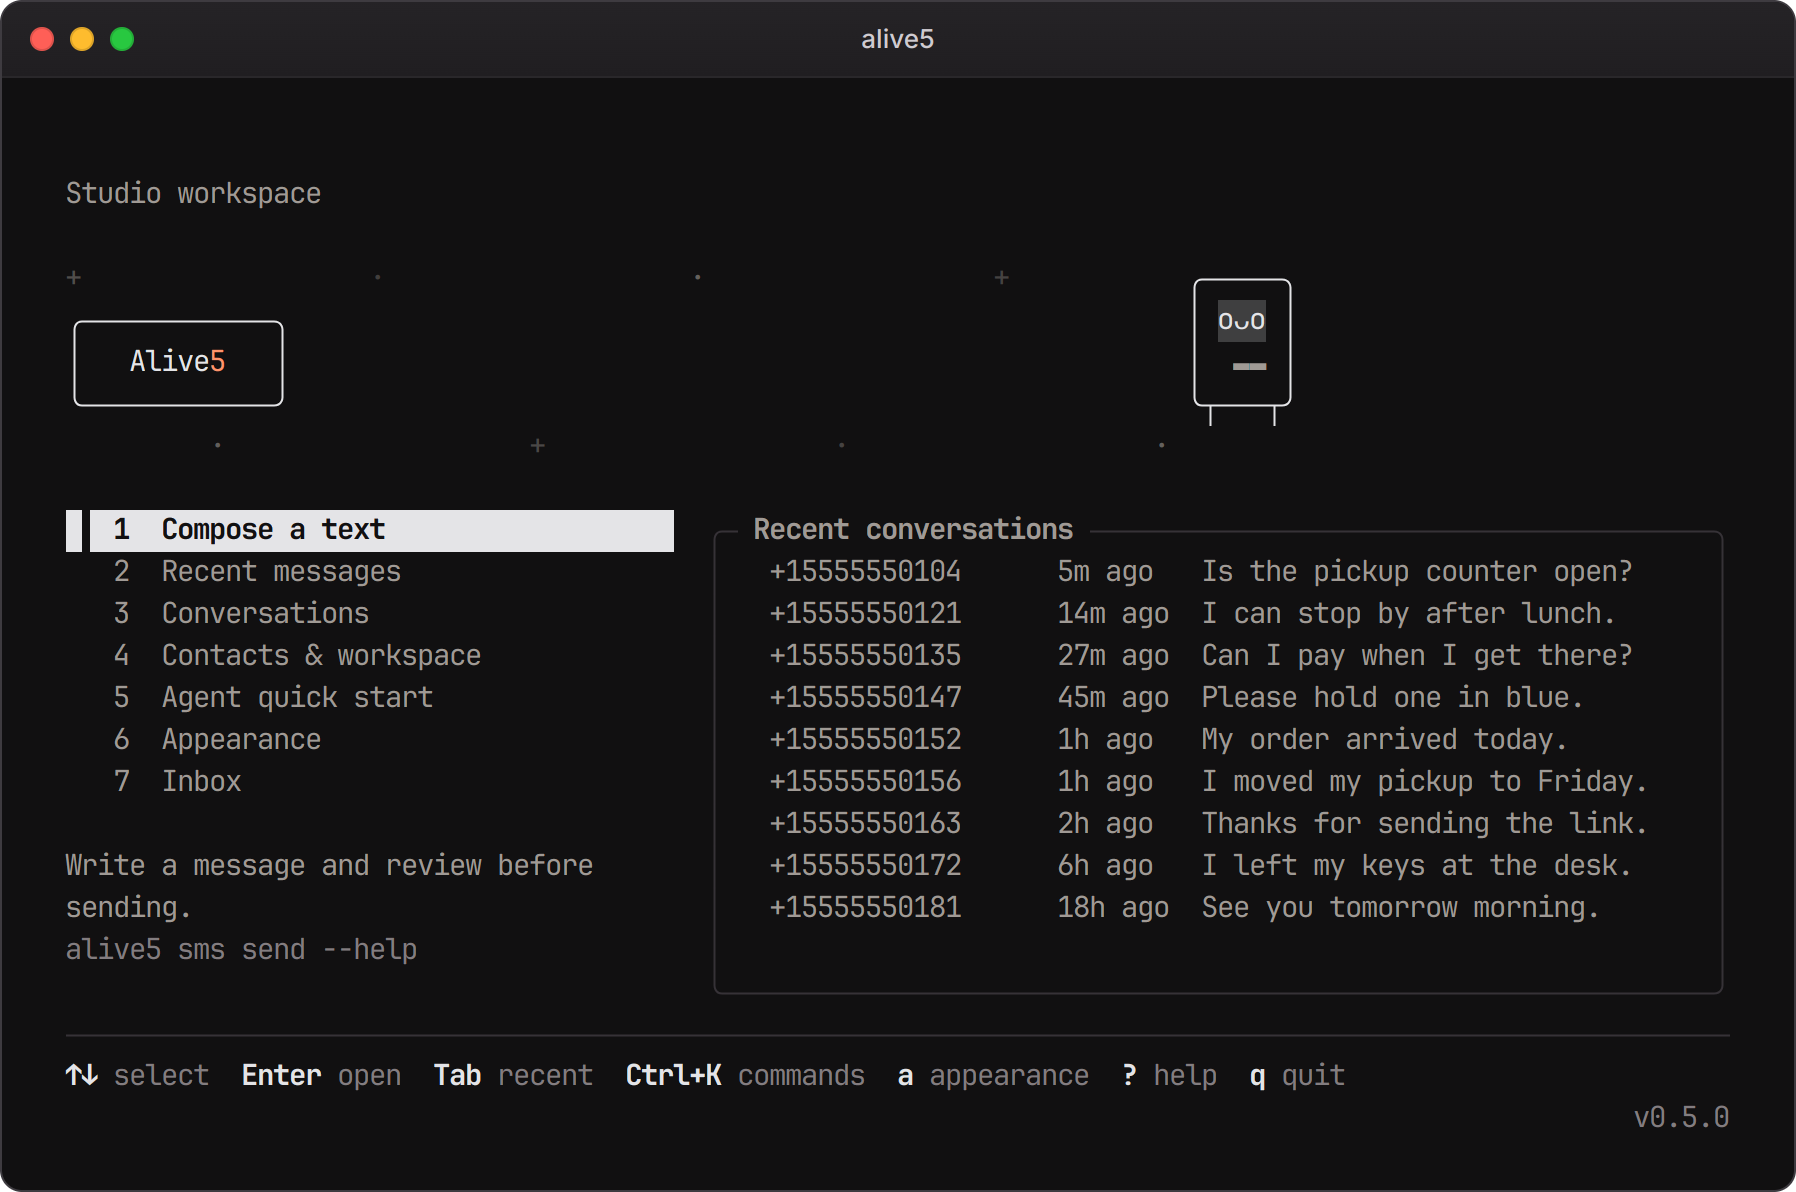 alive5
Studio workspace
Alive5
1 Compose a text
2 Recent messages
3 Conversations
4 Contacts & workspace
5 Agent quick start
6 Appearance
7 Inbox
Write a message and review before
sending.
alive5 sms send --help
Recent conversations
+15555550104 5m ago Is the pickup counter open?
+15555550121 14m ago I can stop by after lunch.
+15555550135 27m ago Can I pay when I get there?
+15555550147 45m ago Please hold one in blue.
+15555550152 1h ago My order arrived today.
+15555550156 1h ago I moved my pickup to Friday.
+15555550163 2h ago Thanks for sending the link.
+15555550172 6h ago I left my keys at the desk.
+15555550181 18h ago See you tomorrow morning.
↑↓ select Enter open Tab recent Ctrl+K commands a appearance ? help q quit
v0.5.0